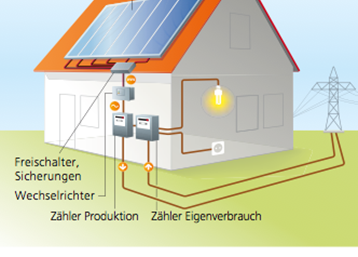 Freischalter,
Sicherungen
Wechselrichter
Zähler Produktion
Zähler Eigenverbrauch